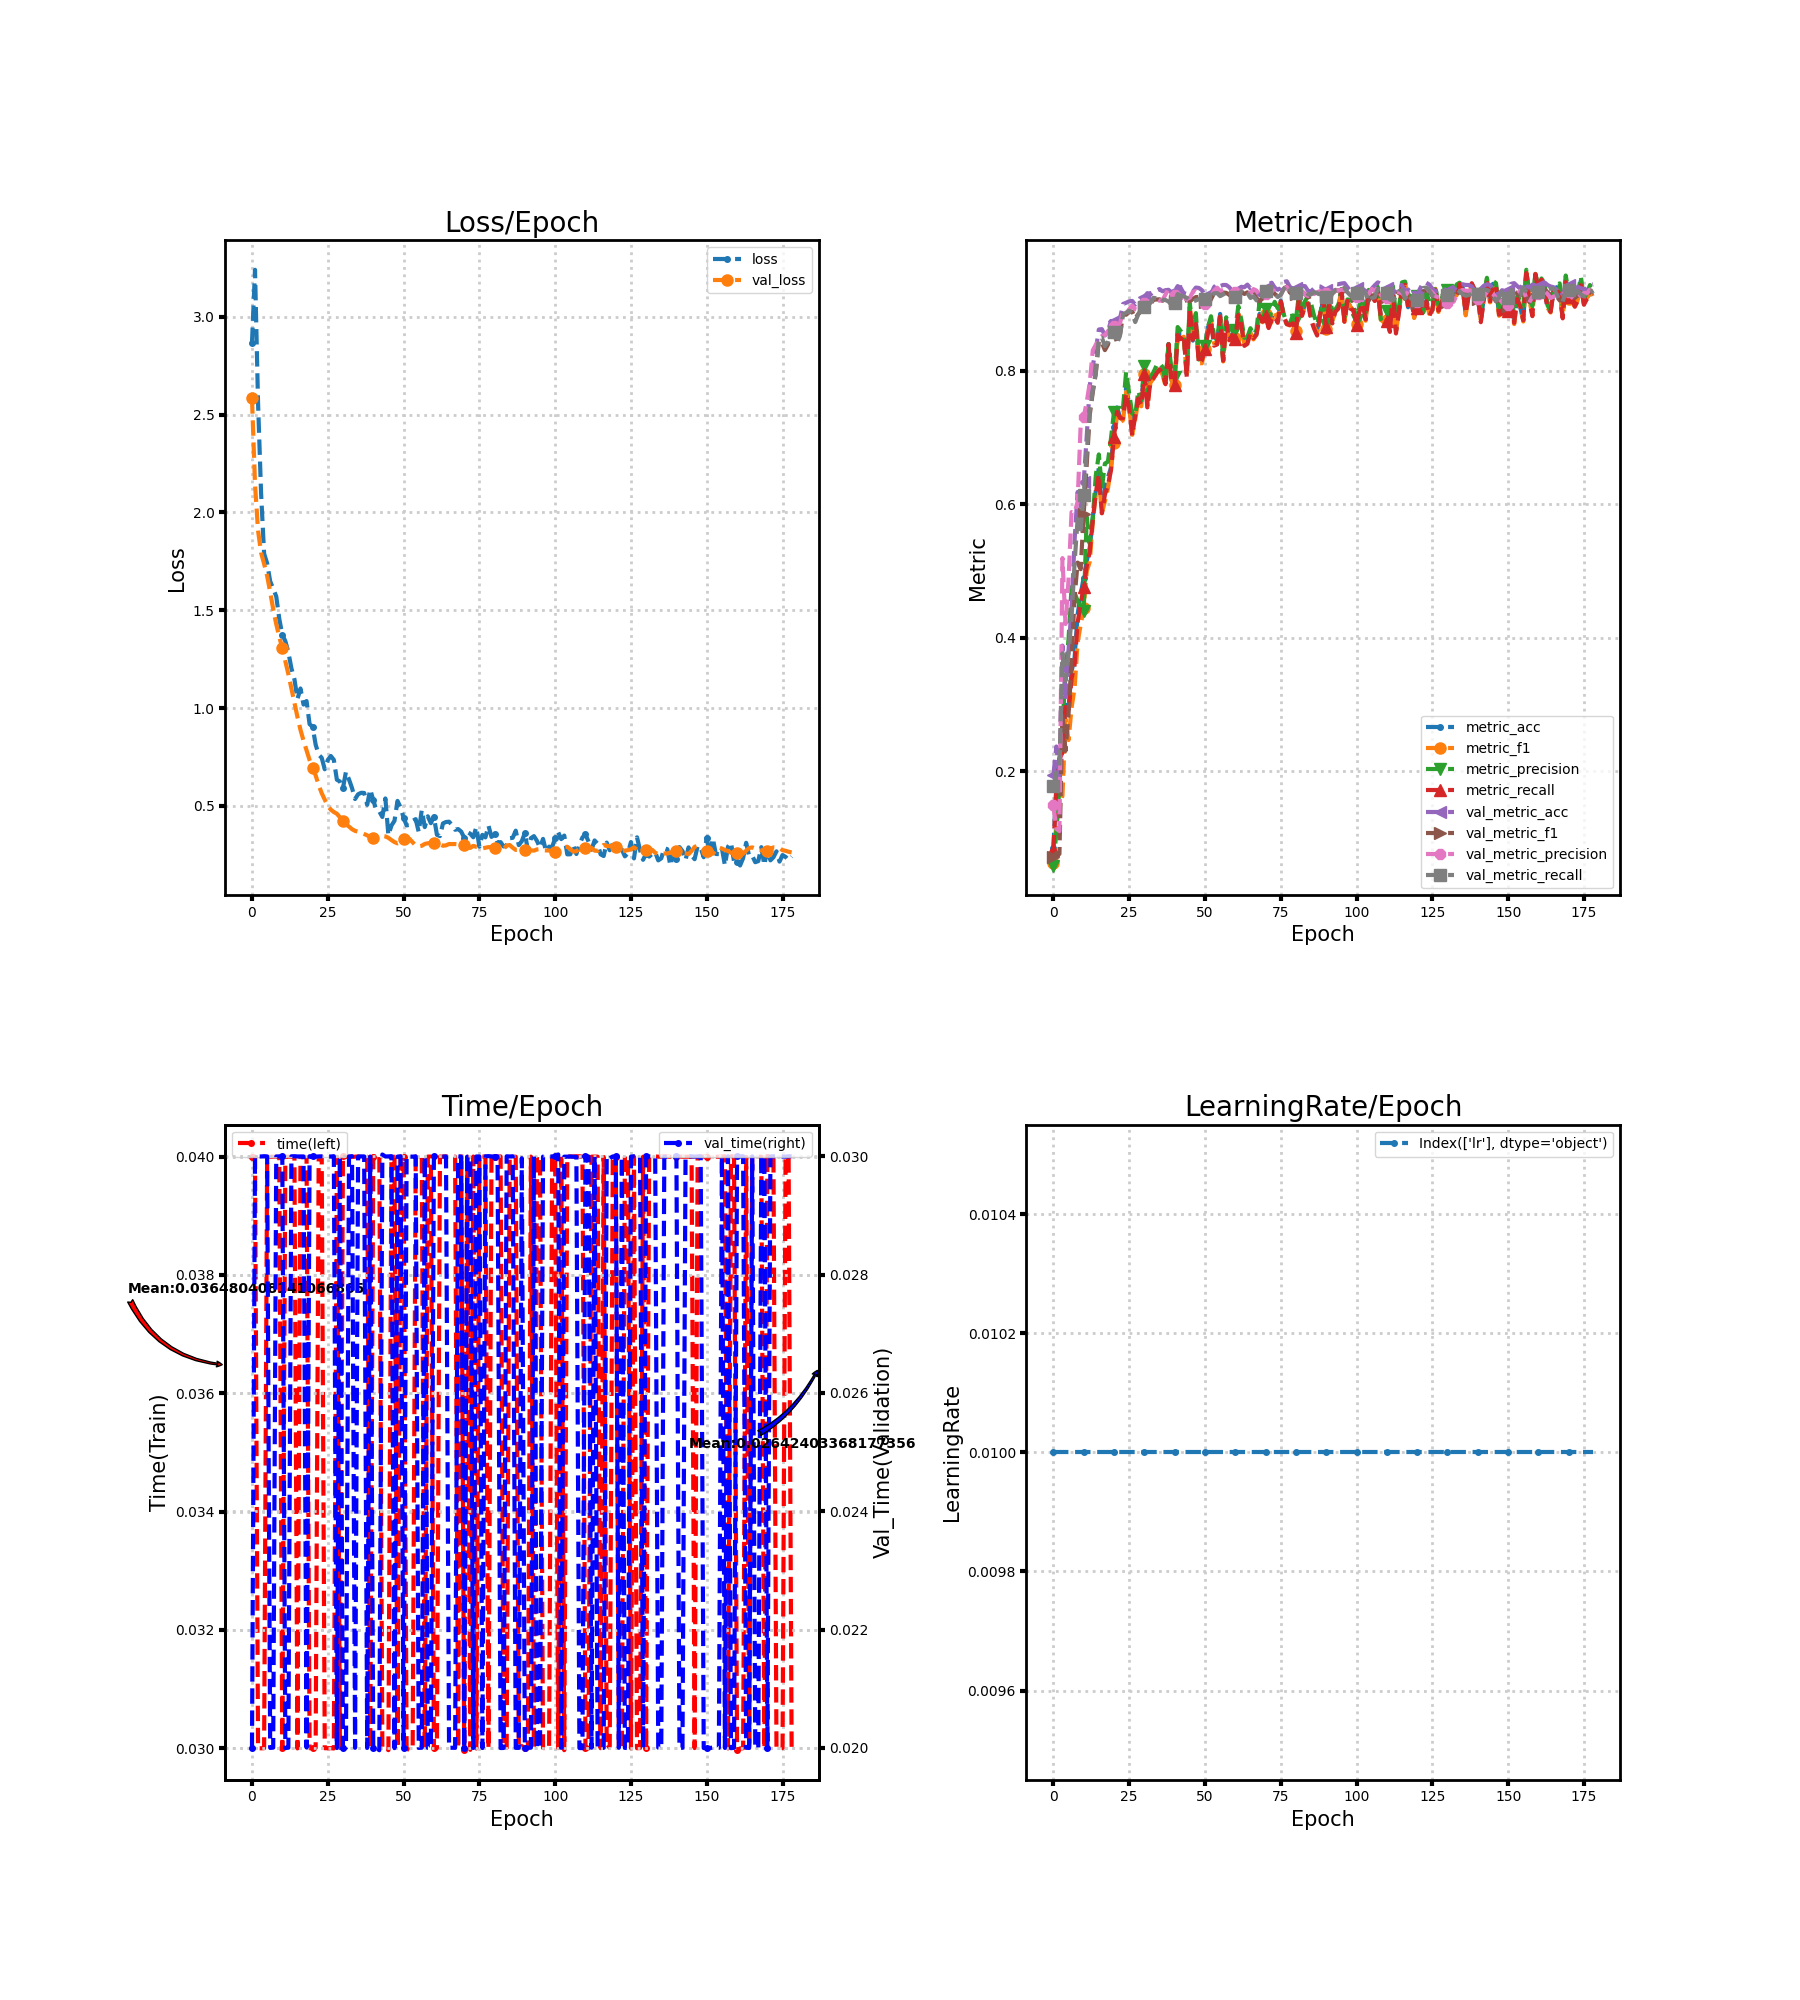 Loss/Epoch
loss
val_loss
3.0
2.5
2.0
1.5
1.0
0.5
Loss
0
25
50
75
100
125
150
175
Epoch
Metric/Epoch
0.8
0.6
0.4
0.2
Metric
metric_acc
metric_f1
metric_precision
metric_recall
val_metric_acc
val_metric_f1
val_metric_precision
val_metric_recall
0
25
50
75
100
125
150
175
Epoch
Time/Epoch
time(left)
val_time(right)
0.040
0.038
0.036
0.034
0.032
0.030
Time(Train)
0.030
0.028
0.026
0.024
0.022
0.020
Val_Time(Validation)
0
25
50
75
100
125
150
175
Epoch
LearningRate/Epoch
Index(['lr'], dtype='object')
0.0104
0.0102
0.0100
0.0098
0.0096
LearningRate
0
25
50
75
100
125
150
175
Epoch